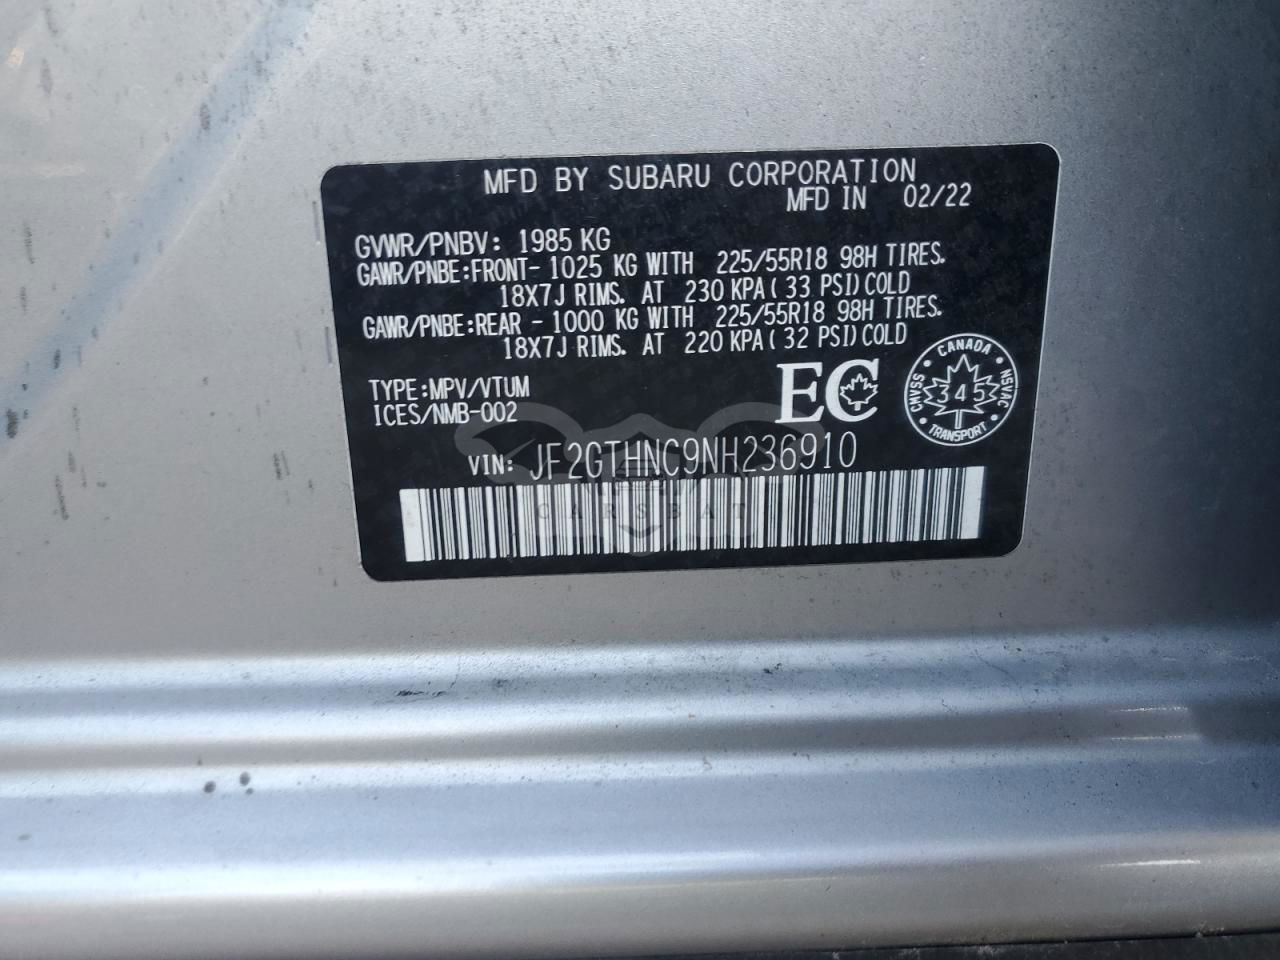 MFD BY SUBARU CORPORATION
MFD IN 02/22
GVWR/PNBV: 1985 KG
GAWR/PNBE:FRONT- 1025 KG WITH 225/55R18 98H TIRES.
18X7J RIMS. AT 230 KPA( 33 PSI)COLD
GAWR/PNBE:REAR - 1000 KG WITH 225/55R18 98H TIRES.
18X7J RIMS. AT 220 KPA( 32 PSI)COLD
TYPE:MPV/VTUM
ICES/NMB-002
EC
CANADA
CMVSS 345 NSVAC
TRANSPORT
VIN: JF2GTHNC9NH236910
CARSBAT